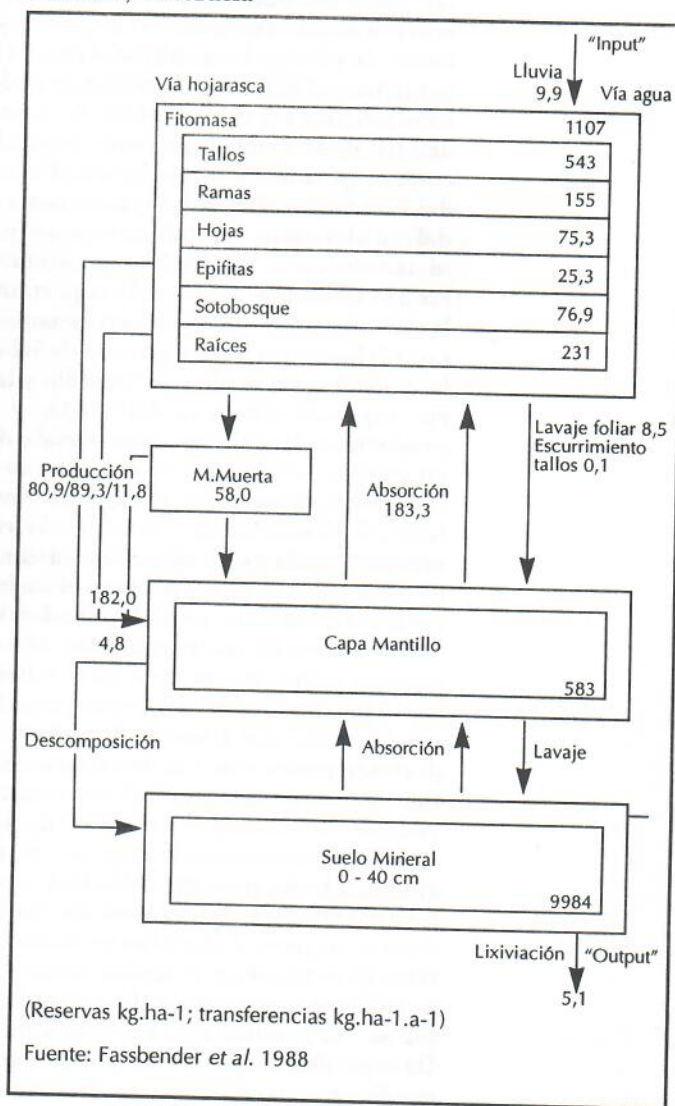 "Input"
Lluvia
9,9
Vía agua
Vía hojarasca
Fitomasa 1107
Tallos 543
Ramas 155
Hojas 75,3
Epifitas 25,3
Sotobosque 76,9
Raíces 231
Producción
80,9/89,3/11,8
M.Muerta
58,0
Absorción
183,3
Lavaje foliar 8,5
Escurrimiento
tallos 0,1
182,0
4,8
Capa Mantillo
583
Descomposición
Absorción
Lavaje
Suelo Mineral
0 - 40 cm
9984
Lixiviación "Output"
5,1
(Reservas kg.ha-1; transferencias kg.ha-1.a-1)
Fuente: Fassbender et al. 1988